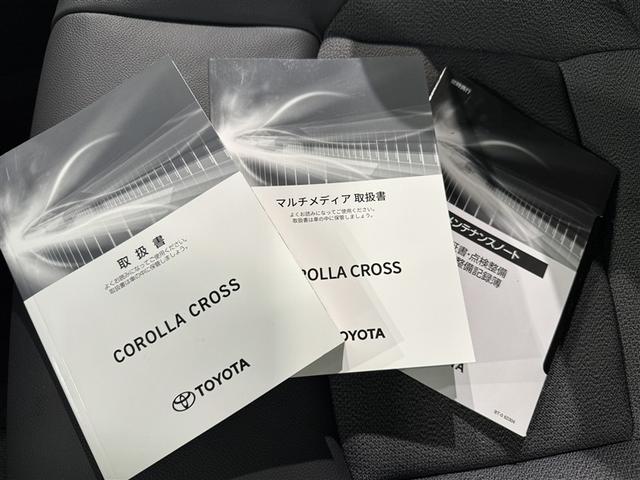 取扱書
よくお読みになってご使用ください。
取扱書は車の中に保管しましょう。
COROLLA CROSS
TOYOTA
マルチメディア 取扱書
よくお読みになってご使用ください。
取扱書は車の中に保管しましょう。
ROLLA CROSS
OYOTA
メンテナンスノート
証書・点検整備
整備記録簿
TA